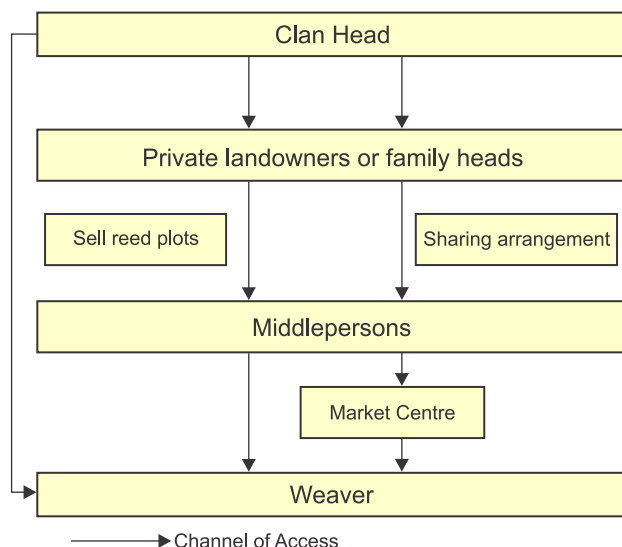 Clan Head
Private landowners or family heads
Sell reed plots
Sharing arrangement
Middlepersons
Market Centre
Weaver
Channel of Access